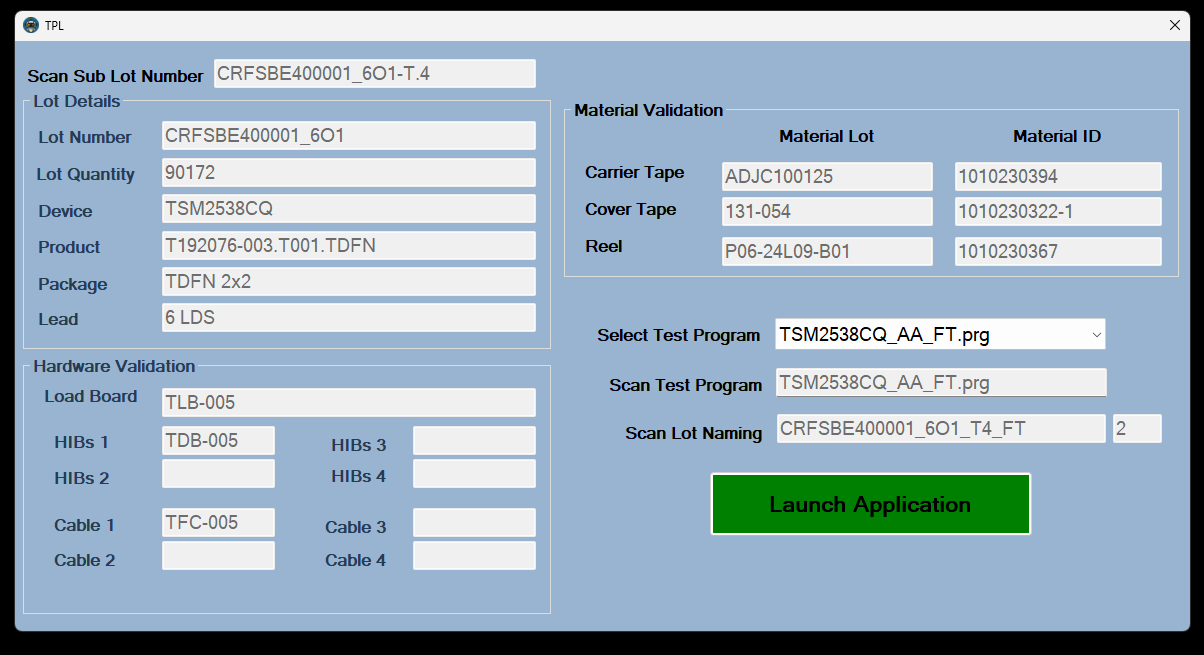 TPL
Scan Sub Lot Number CRFSBE400001_6O1-T.4
Lot Details
Lot Number CRFSBE400001_6O1
Lot Quantity 90172
Device TSM2538CQ
Product T192076-003.T001.TDFN
Package TDFN 2x2
Lead 6 LDS
Hardware Validation
Load Board TLB-005
HIBs 1 TDB-005 HIBs 3
HIBs 2 HIBs 4
Cable 1 TFC-005 Cable 3
Cable 2 Cable 4
Material Validation
Material Lot Material ID
Carrier Tape ADJC100125 1010230394
Cover Tape 131-054 1010230322-1
Reel P06-24L09-B01 1010230367
Select Test Program TSM2538CQ_AA_FT.prg
Scan Test Program TSM2538CQ_AA_FT.prg
Scan Lot Naming CRFSBE400001_6O1_T4_FT 2
Launch Application